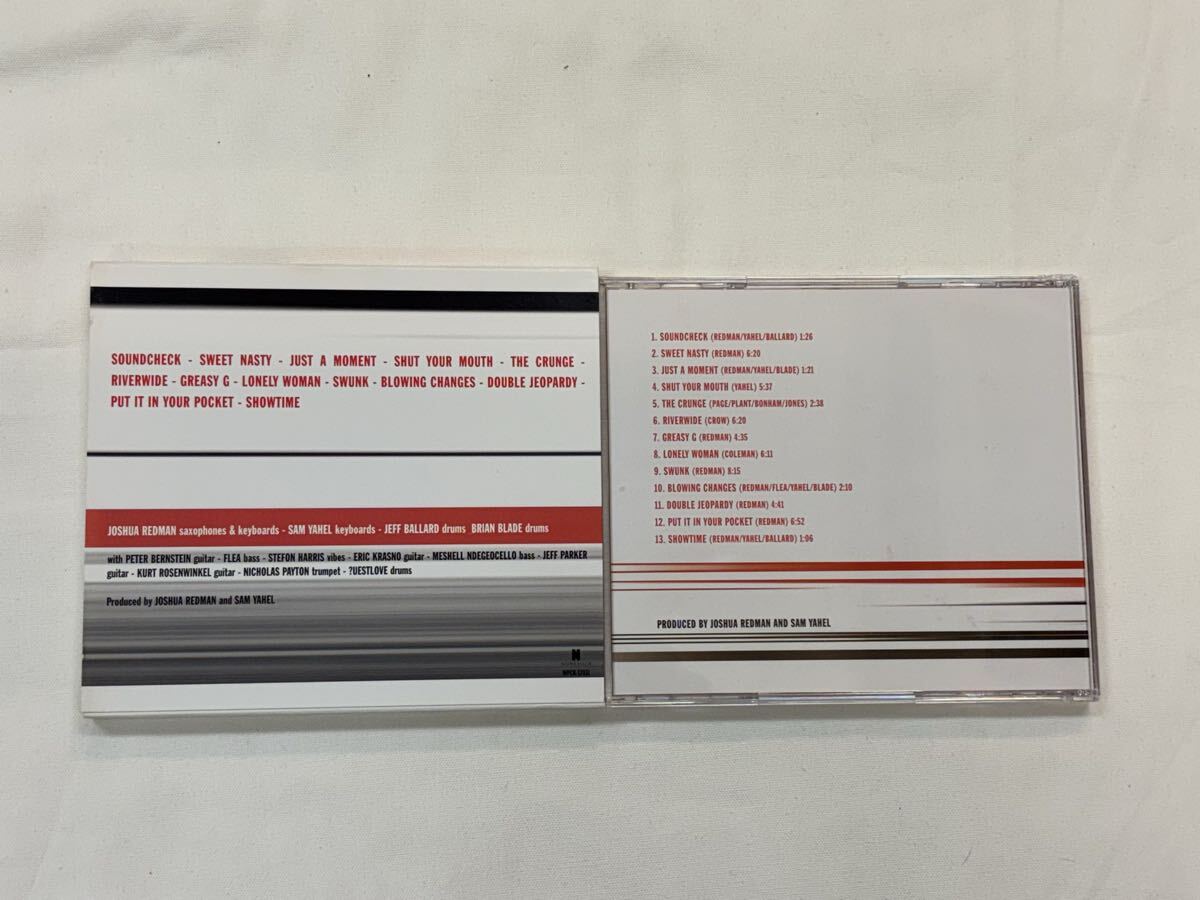 SOUNDCHECK - SWEET NASTY - JUST A MOMENT - SHUT YOUR MOUTH - THE CRUNGE -
RIVERWIDE - GREASY G - LONELY WOMAN - SWUNK - BLOWING CHANGES - DOUBLE JEOPARDY -
PUT IT IN YOUR POCKET - SHOWTIME
JOSHUA REDMAN saxophones & keyboards - SAM YAHEL keyboards - JEFF BALLARD drums BRIAN BLADE drums
with PETER BERNSTEIN guitar - FLEA bass - STEFON HARRIS vibes - ERIC KRASNO guitar - MESHELL NDEGEOCELLO bass - JEFF PARKER
guitar - KURT ROSENWINKEL guitar - NICHOLAS PAYTON trumpet - ?UESTLOVE drums
Produced by JOSHUA REDMAN and SAM YAHEL
N
NONESUCH
1. SOUNDCHECK (REDMAN/YAHEL/BALLARD) 1:26
2. SWEET NASTY (REDMAN) 6:20
3. JUST A MOMENT (REDMAN/YAHEL/BLADE) 1:21
4. SHUT YOUR MOUTH (YAHEL) 5:37
5. THE CRUNGE (PAGE/PLANT/BONHAM/JONES) 2:38
6. RIVERWIDE (CROW) 6:20
7. GREASY G (REDMAN) 4:35
8. LONELY WOMAN (COLEMAN) 6:11
9. SWUNK (REDMAN) 8:15
10. BLOWING CHANGES (REDMAN/FLEA/YAHEL/BLADE) 2:10
11. DOUBLE JEOPARDY (REDMAN) 4:41
12. PUT IT IN YOUR POCKET (REDMAN) 6:52
13. SHOWTIME (REDMAN/YAHEL/BALLARD) 1:06
PRODUCED BY JOSHUA REDMAN AND SAM YAHEL